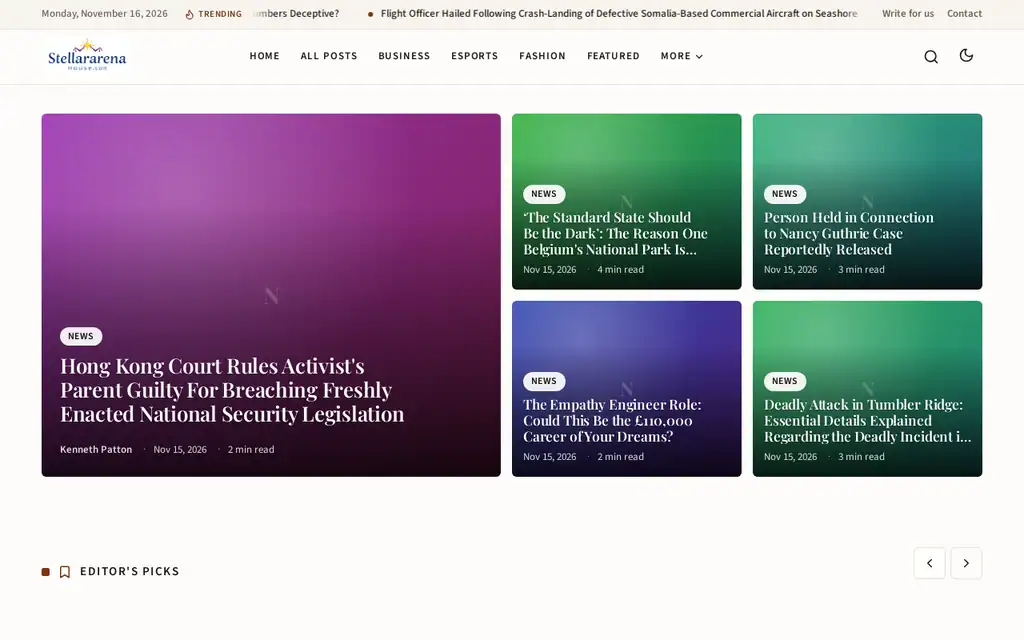 Monday, November 16, 2026
TRENDING
mbers Deceptive?
Flight Officer Hailed Following Crash-Landing of Defective Somalia-Based Commercial Aircraft on Seashore
Write for us
Contact
Stellararena
House.com
HOME
ALL POSTS
BUSINESS
ESPORTS
FASHION
FEATURED
MORE
N
NEWS
Hong Kong Court Rules Activist's
Parent Guilty For Breaching Freshly
Enacted National Security Legislation
Kenneth Patton · Nov 15, 2026 · 2 min read
N
NEWS
‘The Standard State Should
Be the Dark’: The Reason One
Belgium's National Park Is...
Nov 15, 2026 · 4 min read
N
NEWS
Person Held in Connection
to Nancy Guthrie Case
Reportedly Released
Nov 15, 2026 · 3 min read
N
NEWS
The Empathy Engineer Role:
Could This Be the £110,000
Career of Your Dreams?
Nov 15, 2026 · 2 min read
N
NEWS
Deadly Attack in Tumbler Ridge:
Essential Details Explained
Regarding the Deadly Incident i...
Nov 15, 2026 · 3 min read
EDITOR'S PICKS